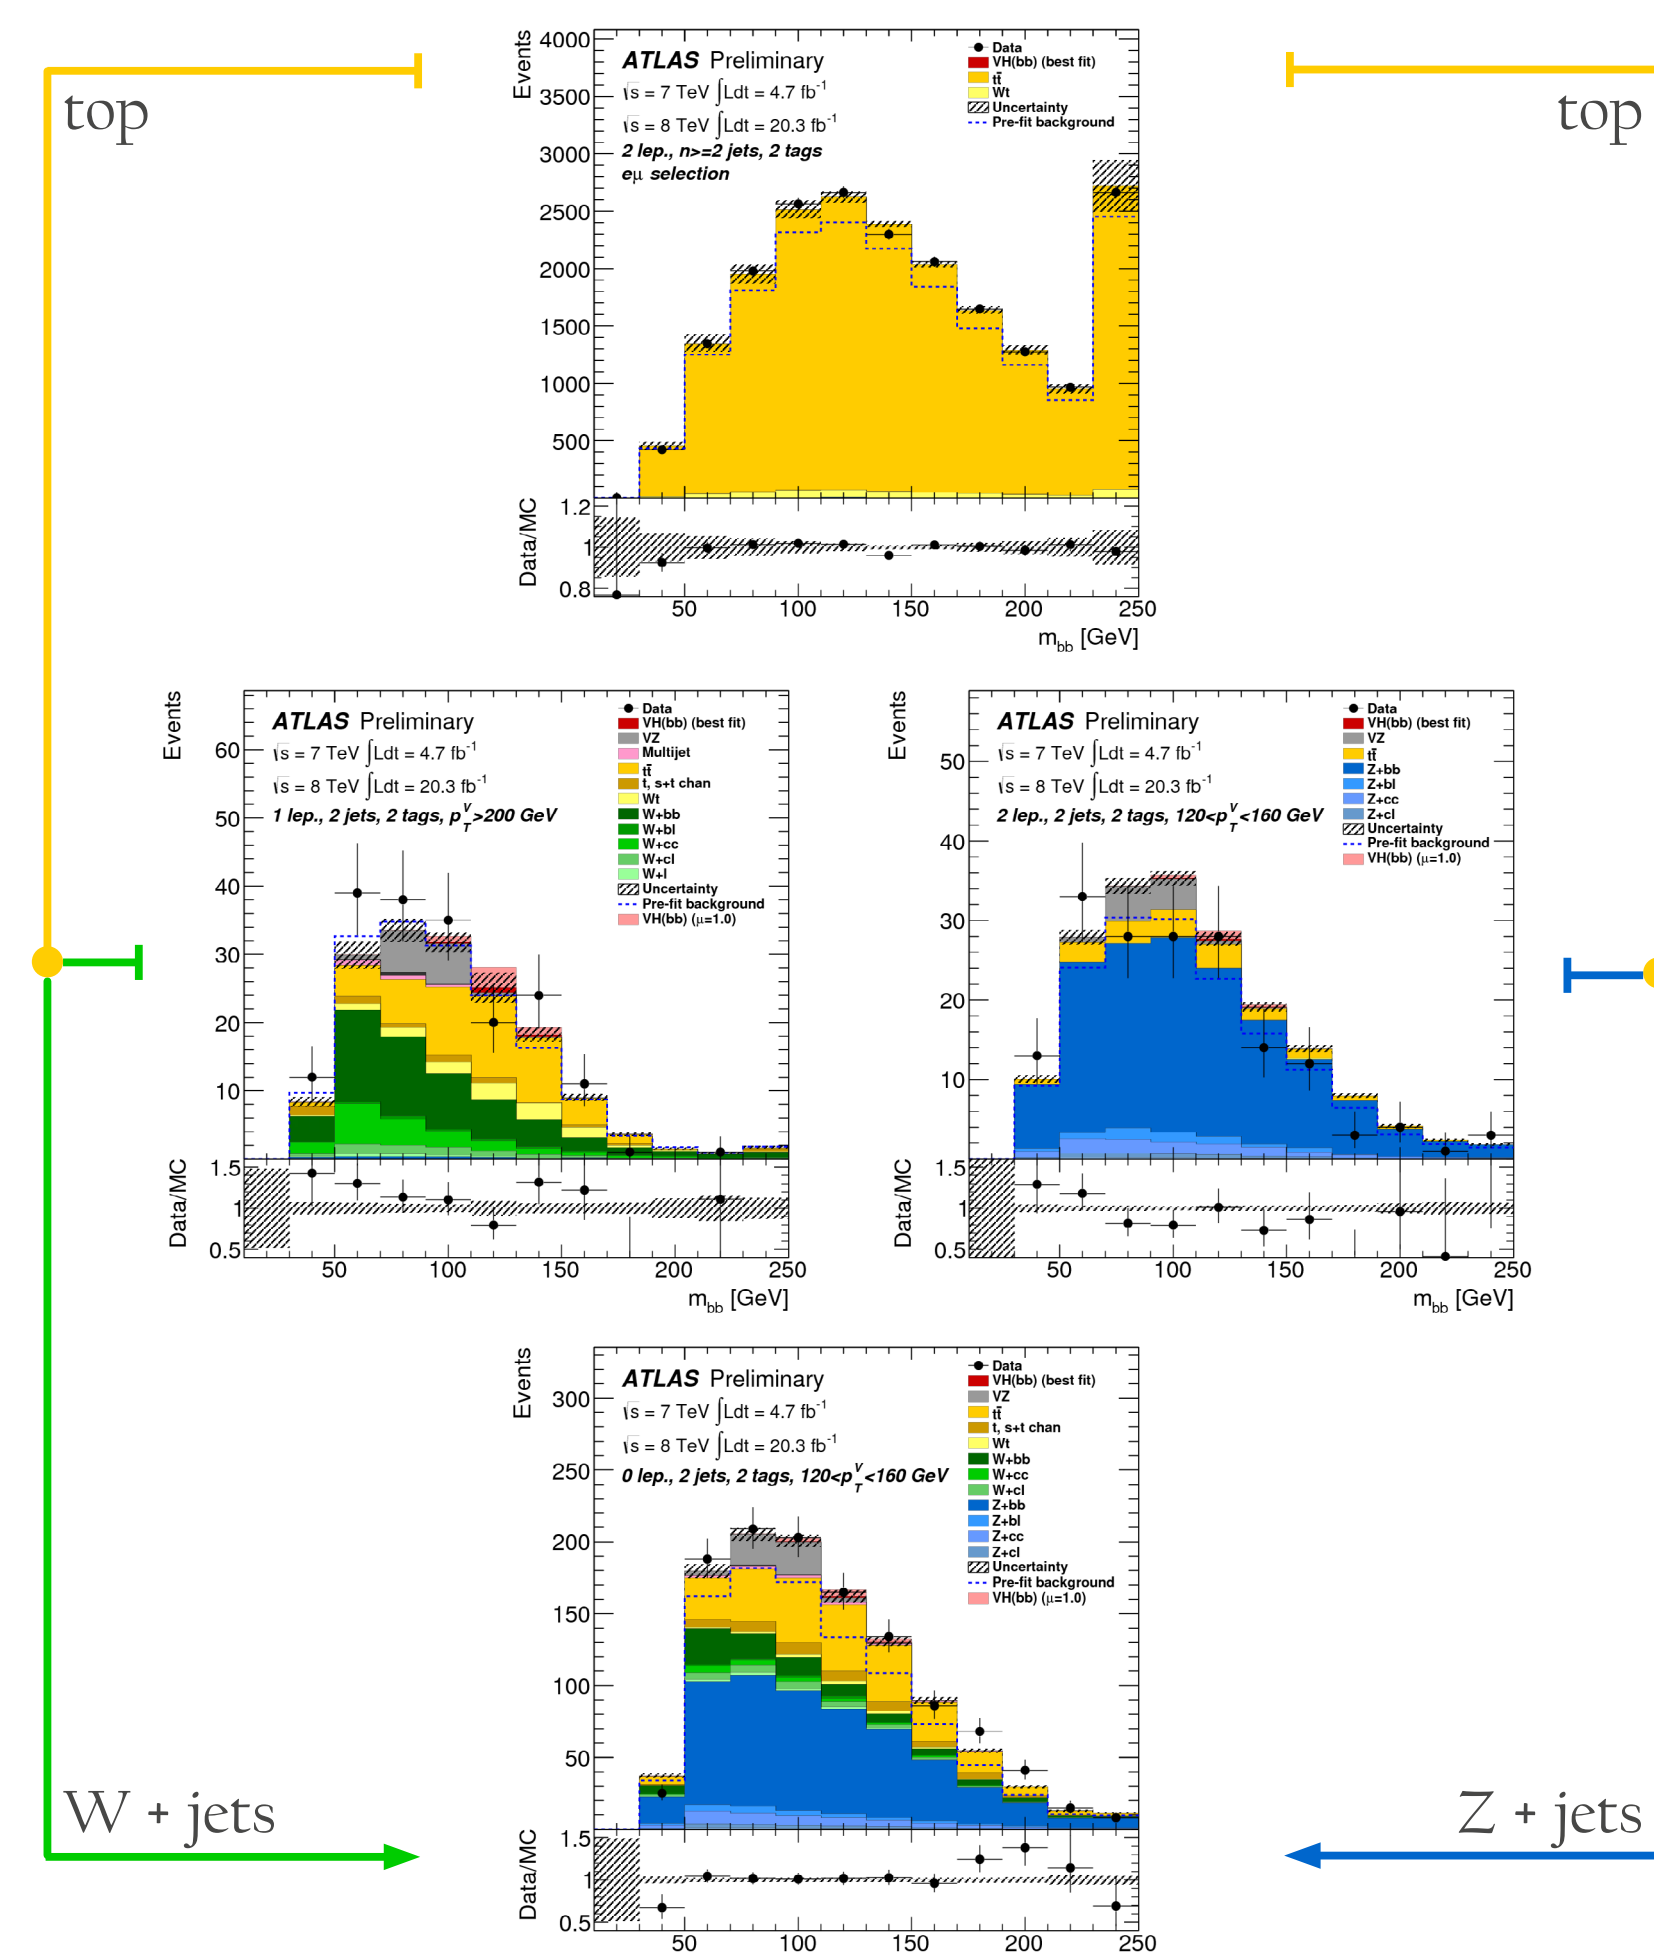 top
top
Events
4000
3500
3000
2500
2000
1500
1000
500
ATLAS Preliminary
√s = 7 TeV ∫Ldt = 4.7 fb⁻¹
√s = 8 TeV ∫Ldt = 20.3 fb⁻¹
2 lep., n>=2 jets, 2 tags
eμ selection
Data
VH(bb) (best fit)
tt̄
Wt
Uncertainty
Pre-fit background
Data/MC
1.2
1
0.8
50 100 150 200 250
m_bb [GeV]
Events
60
50
40
30
20
10
ATLAS Preliminary
√s = 7 TeV ∫Ldt = 4.7 fb⁻¹
√s = 8 TeV ∫Ldt = 20.3 fb⁻¹
1 lep., 2 jets, 2 tags, p_T^V>200 GeV
Data
VH(bb) (best fit)
VZ
Multijet
tt̄
t, s+t chan
Wt
W+bb
W+bl
W+cc
W+cl
W+l
Uncertainty
Pre-fit background
VH(bb) (μ=1.0)
Data/MC
1.5
1
0.5
50 100 150 200 250
m_bb [GeV]
Events
50
40
30
20
10
ATLAS Preliminary
√s = 7 TeV ∫Ldt = 4.7 fb⁻¹
√s = 8 TeV ∫Ldt = 20.3 fb⁻¹
2 lep., 2 jets, 2 tags, 120<p_T^V<160 GeV
Data
VH(bb) (best fit)
VZ
tt̄
Z+bb
Z+bl
Z+cc
Z+cl
Uncertainty
Pre-fit background
VH(bb) (μ=1.0)
Data/MC
1.5
1
0.5
50 100 150 200 250
m_bb [GeV]
Events
300
250
200
150
100
50
ATLAS Preliminary
√s = 7 TeV ∫Ldt = 4.7 fb⁻¹
√s = 8 TeV ∫Ldt = 20.3 fb⁻¹
0 lep., 2 jets, 2 tags, 120<p_T^V<160 GeV
Data
VH(bb) (best fit)
VZ
tt̄
t, s+t chan
Wt
W+bb
W+cc
W+cl
Z+bb
Z+bl
Z+cc
Z+cl
Uncertainty
Pre-fit background
VH(bb) (μ=1.0)
Data/MC
1.5
1
0.5
50 100 150 200 250
W + jets
Z + jets